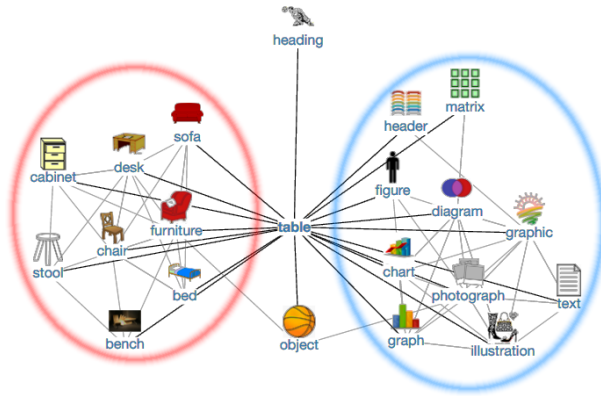 heading
matrix
sofa
header
desk
cabinet
figure
diagram
furniture
table
graphic
chair
stool
chart
bed
photograph
text
bench
object
graph
illustration